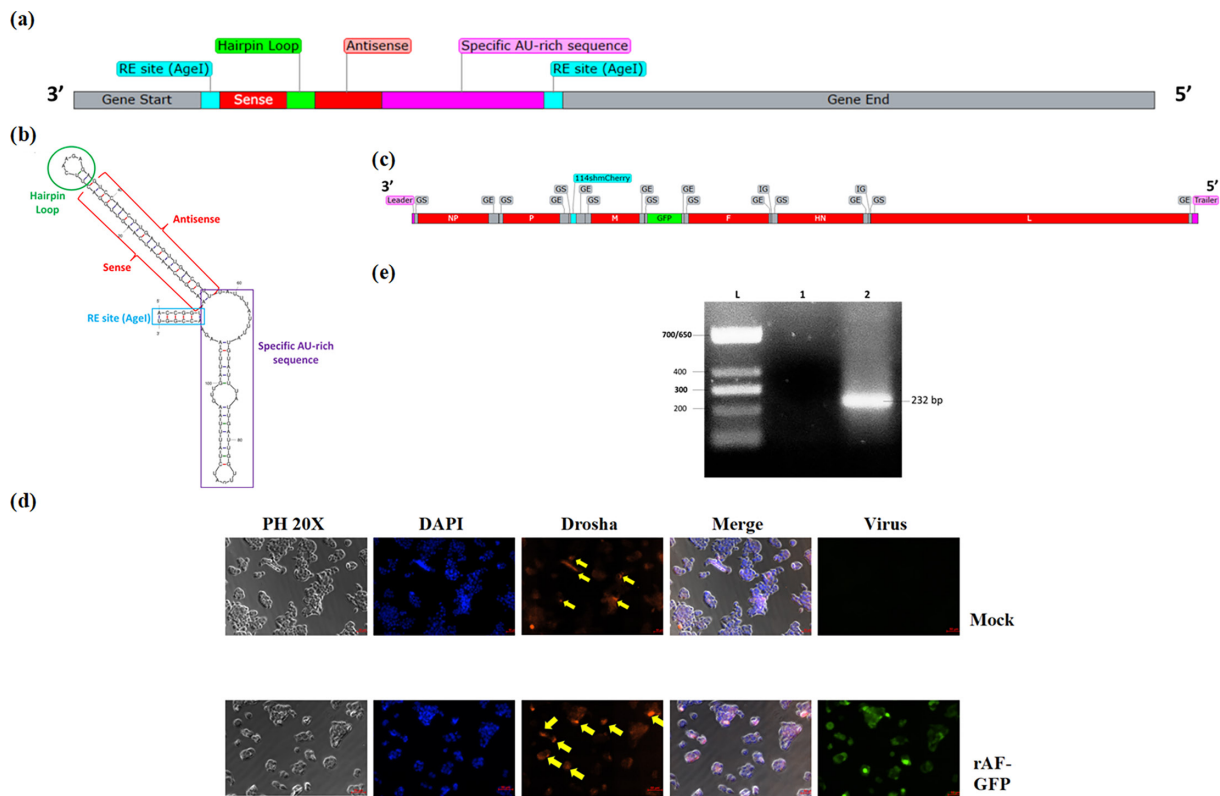 (a)
Hairpin Loop
Antisense
Specific AU-rich sequence
RE site (AgeI)
RE site (AgeI)
3’
Gene Start
Sense
Gene End
5’
(b)
Hairpin
Loop
Antisense
Sense
RE site (AgeI)
Specific AU-rich
sequence
(c)
3’
5’
114shmCherry
GS GE GE GE IG IG
Leader GS GE GS GS GS GS GS GS GE Trailer
NP P M GFP F HN L
(e)
L 1 2
700/650
400
300
200
232 bp
(d)
PH 20X DAPI Drosha Merge Virus
Mock
rAF-
GFP